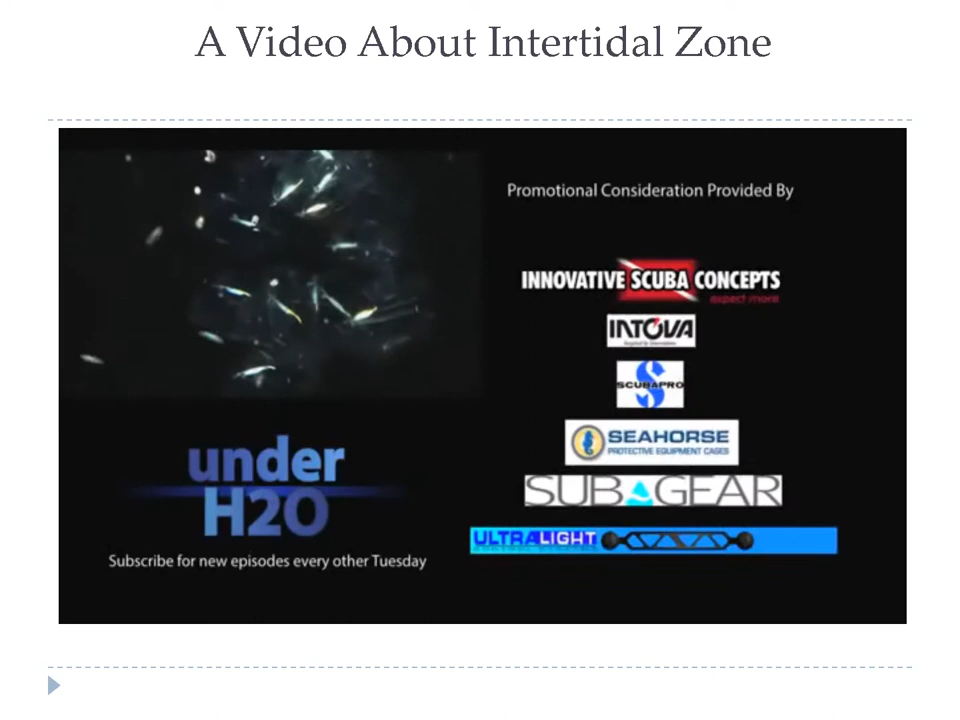 A Video About Intertidal Zone
Promotional Consideration Provided By
INNOVATIVE SCUBA CONCEPTS
expect more
INTOVA
SCUBAPRO
SEAHORSE
PROTECTIVE EQUIPMENT CASES
SUBGEAR
ULTRALIGHT
under
H2O
Subscribe for new episodes every other Tuesday